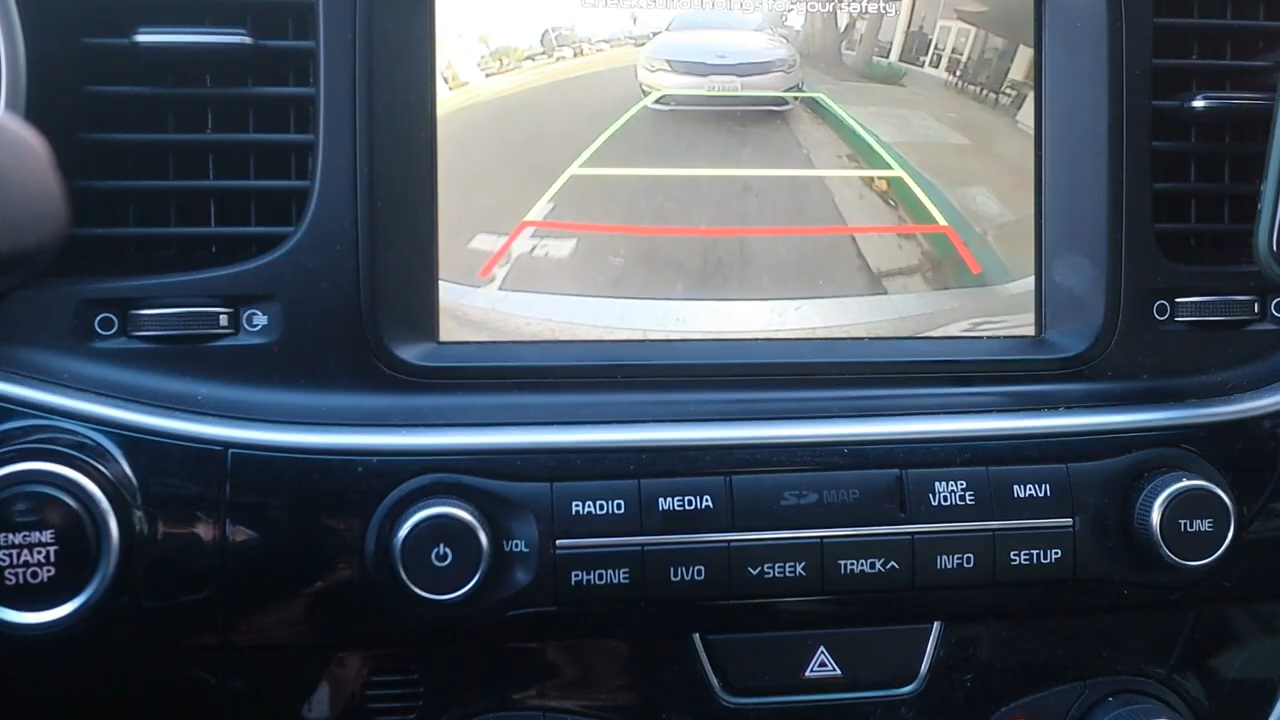 Check surroundings for your safety.
ENGINE
START
STOP
VOL
RADIO
MEDIA
SD MAP
MAP
VOICE
NAVI
PHONE
UVO
SEEK
TRACK
INFO
SETUP
TUNE